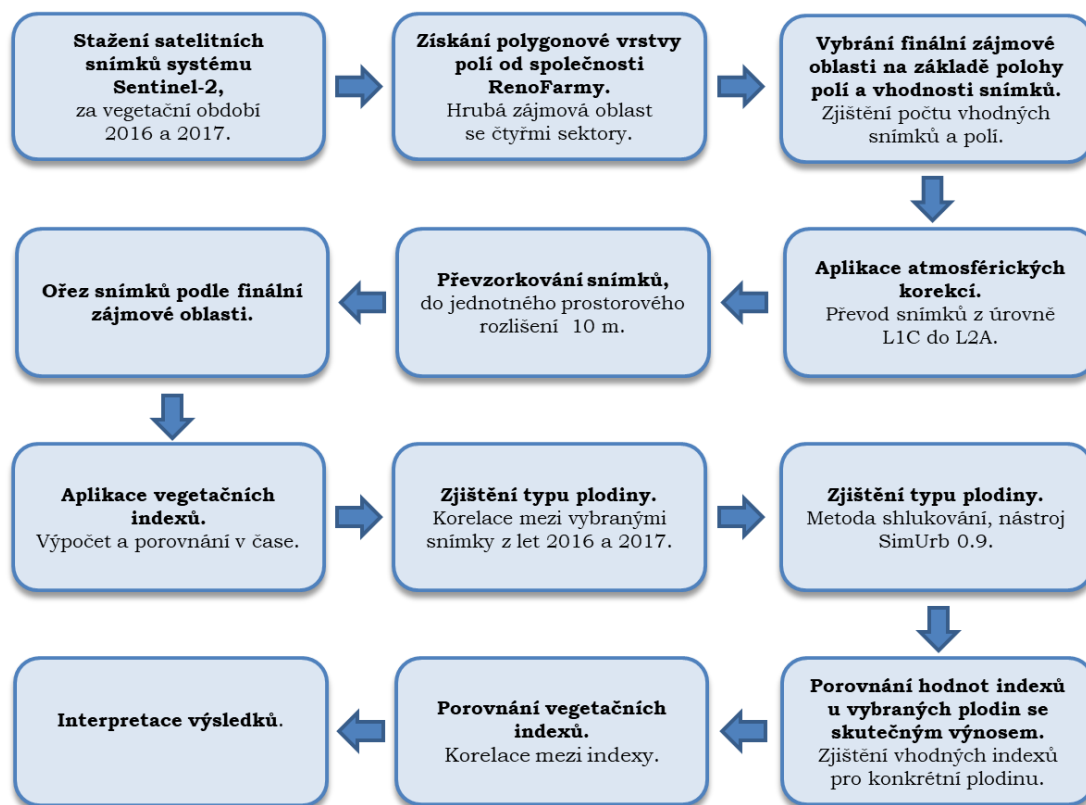 Stažení satelitních
snímků systému
Sentinel-2,
za vegetační období
2016 a 2017.
Získání polygonové vrstvy
polí od společnosti
RenoFarmy.
Hrubá zájmová oblast
se čtyřmi sektory.
Vybrání finální zájmové
oblasti na základě polohy
polí a vhodnosti snímků.
Zjištění počtu vhodných
snímků a polí.
Aplikace atmosférických
korekcí.
Převod snímků z úrovně
L1C do L2A.
Převzorkování snímků,
do jednotného prostorového
rozlišení 10 m.
Ořez snímků podle finální
zájmové oblasti.
Aplikace vegetačních
indexů.
Výpočet a porovnání v čase.
Zjištění typu plodiny.
Korelace mezi vybranými
snímky z let 2016 a 2017.
Zjištění typu plodiny.
Metoda shlukování, nástroj
SimUrb 0.9.
Porovnání hodnot indexů
u vybraných plodin se
skutečným výnosem.
Zjištění vhodných indexů
pro konkrétní plodinu.
Porovnání vegetačních
indexů.
Korelace mezi indexy.
Interpretace výsledků.